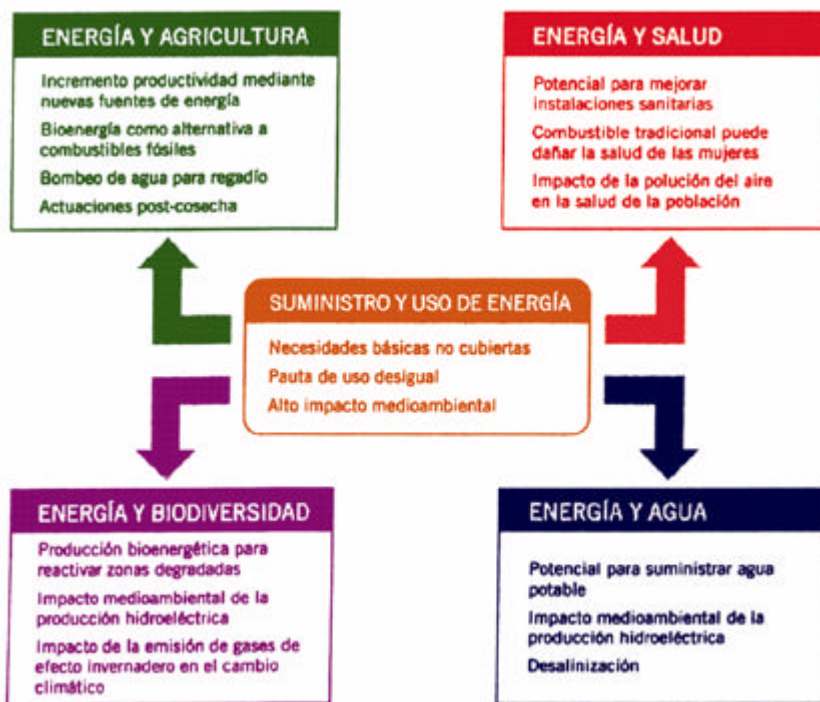 ENERGÍA Y AGRICULTURA
Incremento productividad mediante
nuevas fuentes de energía
Bioenergía como alternativa a
combustibles fósiles
Bombeo de agua para regadío
Actuaciones post-cosecha
ENERGÍA Y SALUD
Potencial para mejorar
instalaciones sanitarias
Combustible tradicional puede
dañar la salud de las mujeres
Impacto de la polución del aire
en la salud de la población
SUMINISTRO Y USO DE ENERGÍA
Necesidades básicas no cubiertas
Pauta de uso desigual
Alto impacto medioambiental
ENERGÍA Y BIODIVERSIDAD
Producción bioenergética para
reactivar zonas degradadas
Impacto medioambiental de la
producción hidroeléctrica
Impacto de la emisión de gases de
efecto invernadero en el cambio
climático
ENERGÍA Y AGUA
Potencial para suministrar agua
potable
Impacto medioambiental de la
producción hidroeléctrica
Desalinización